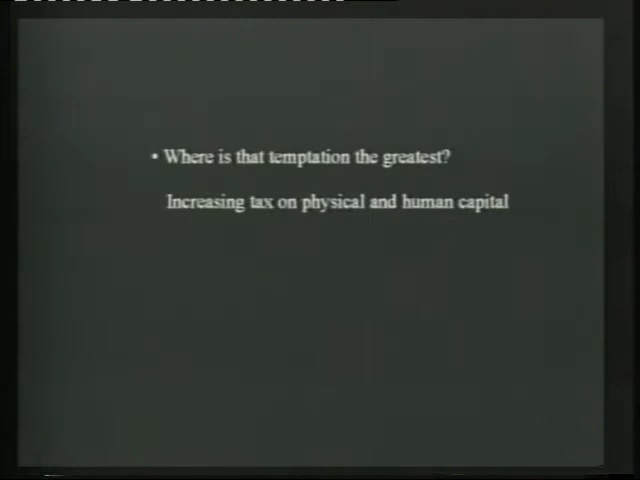 • Where is that temptation the greatest?
Increasing tax on physical and human capital